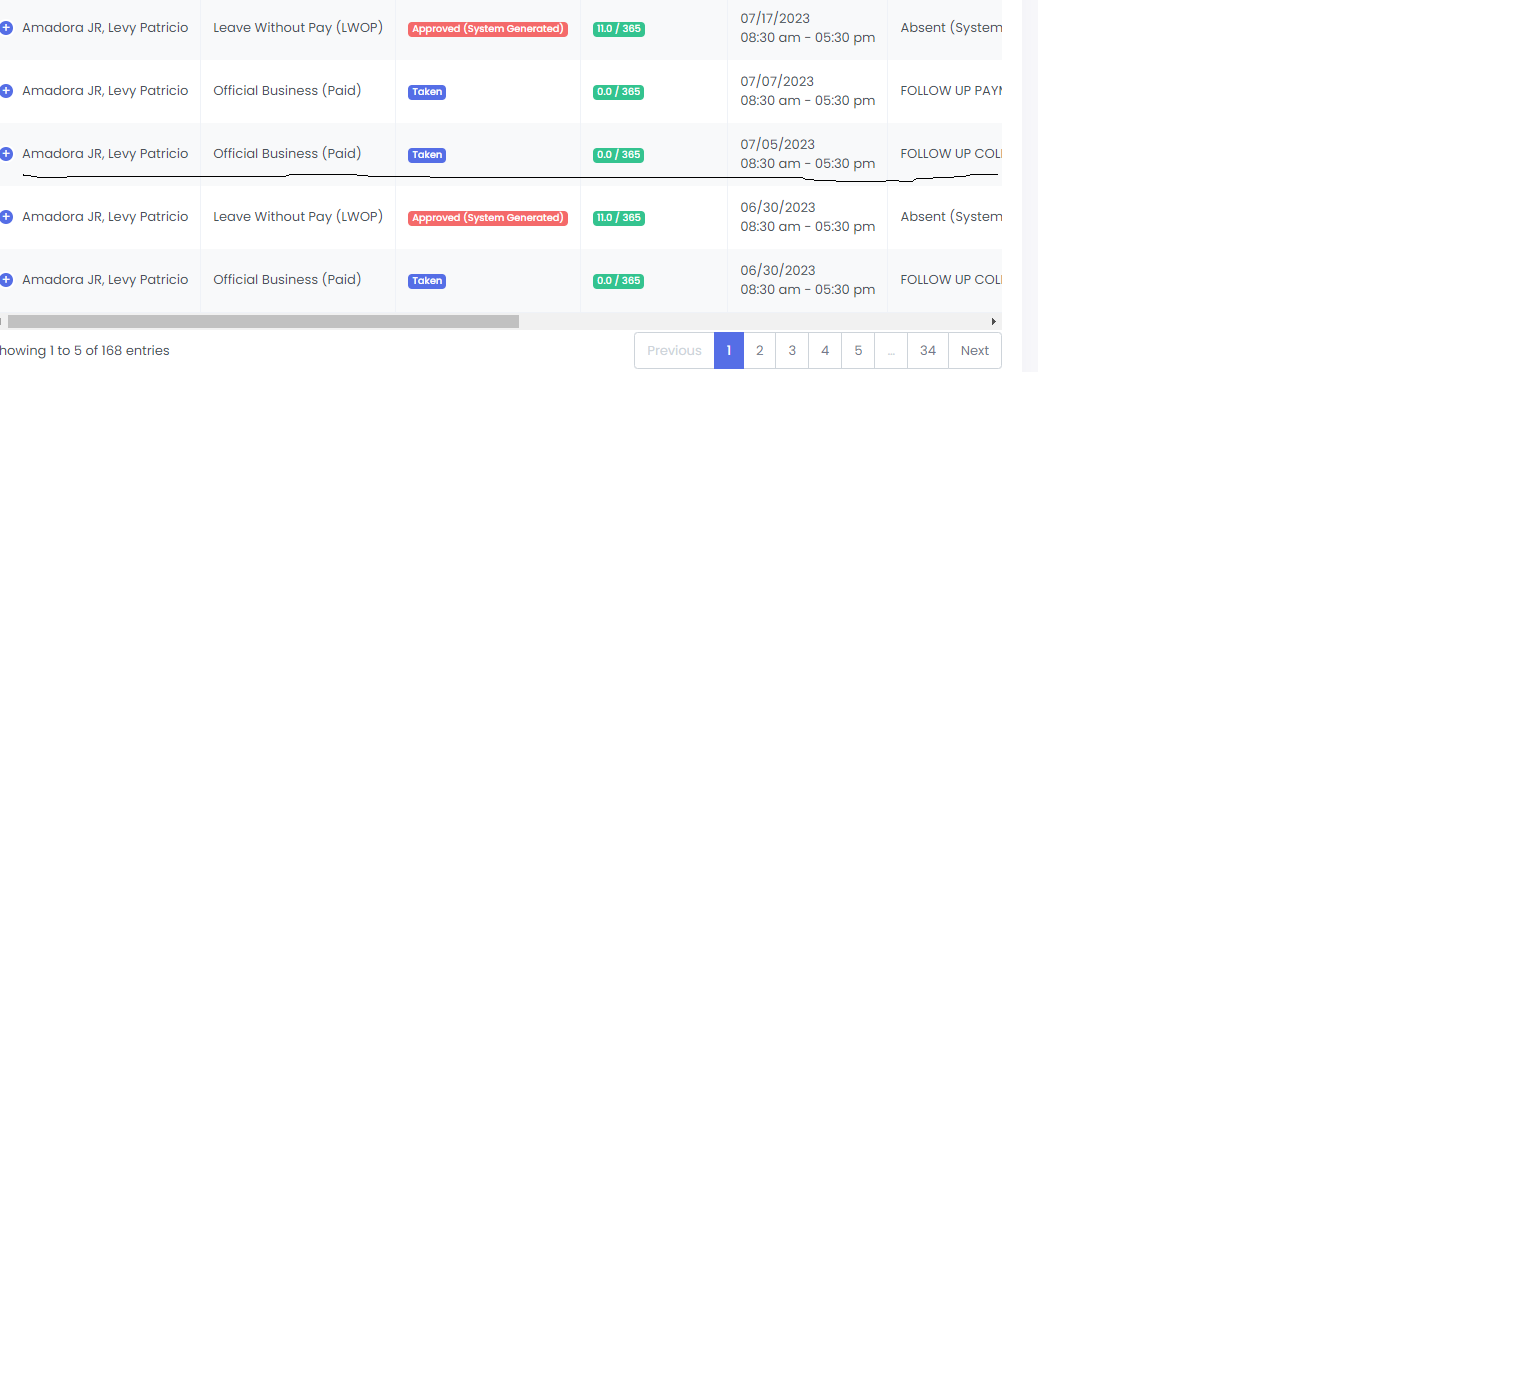 Amadora JR, Levy Patricio Leave Without Pay (LWOP) Approved (System Generated) 11.0 / 365 07/17/2023 Absent (System
08:30 am - 05:30 pm
Amadora JR, Levy Patricio Official Business (Paid) Taken 0.0 / 365 07/07/2023 FOLLOW UP
08:30 am - 05:30 pm
Amadora JR, Levy Patricio Official Business (Paid) Taken 0.0 / 365 07/05/2023 FOLLOW UP
08:30 am - 05:30 pm
Amadora JR, Levy Patricio Leave Without Pay (LWOP) Approved (System Generated) 11.0 / 365 06/30/2023 Absent (System
08:30 am - 05:30 pm
Amadora JR, Levy Patricio Official Business (Paid) Taken 0.0 / 365 06/30/2023 FOLLOW UP
08:30 am - 05:30 pm
howing 1 to 5 of 168 entries Previous 1 2 3 4 5 ... 34 Next